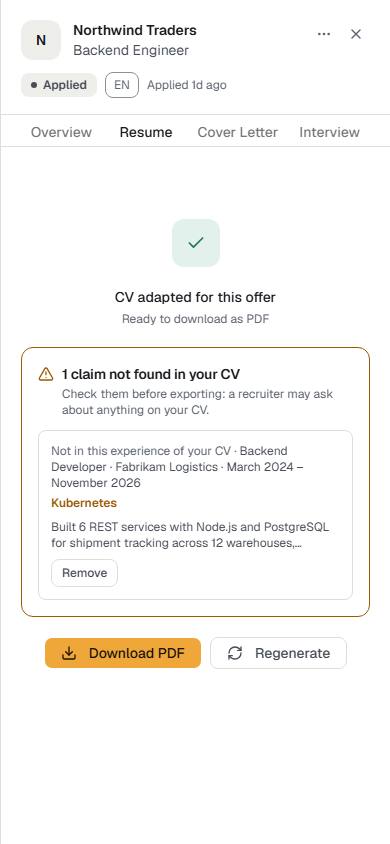 N
Northwind Traders
Backend Engineer
Applied
EN
Applied 1d ago
Overview
Resume
Cover Letter
Interview
CV adapted for this offer
Ready to download as PDF
1 claim not found in your CV
Check them before exporting: a recruiter may ask
about anything on your CV.
Not in this experience of your CV · Backend
Developer · Fabrikam Logistics · March 2024 –
November 2026
Kubernetes
Built 6 REST services with Node.js and PostgreSQL
for shipment tracking across 12 warehouses,...
Remove
Download PDF
Regenerate